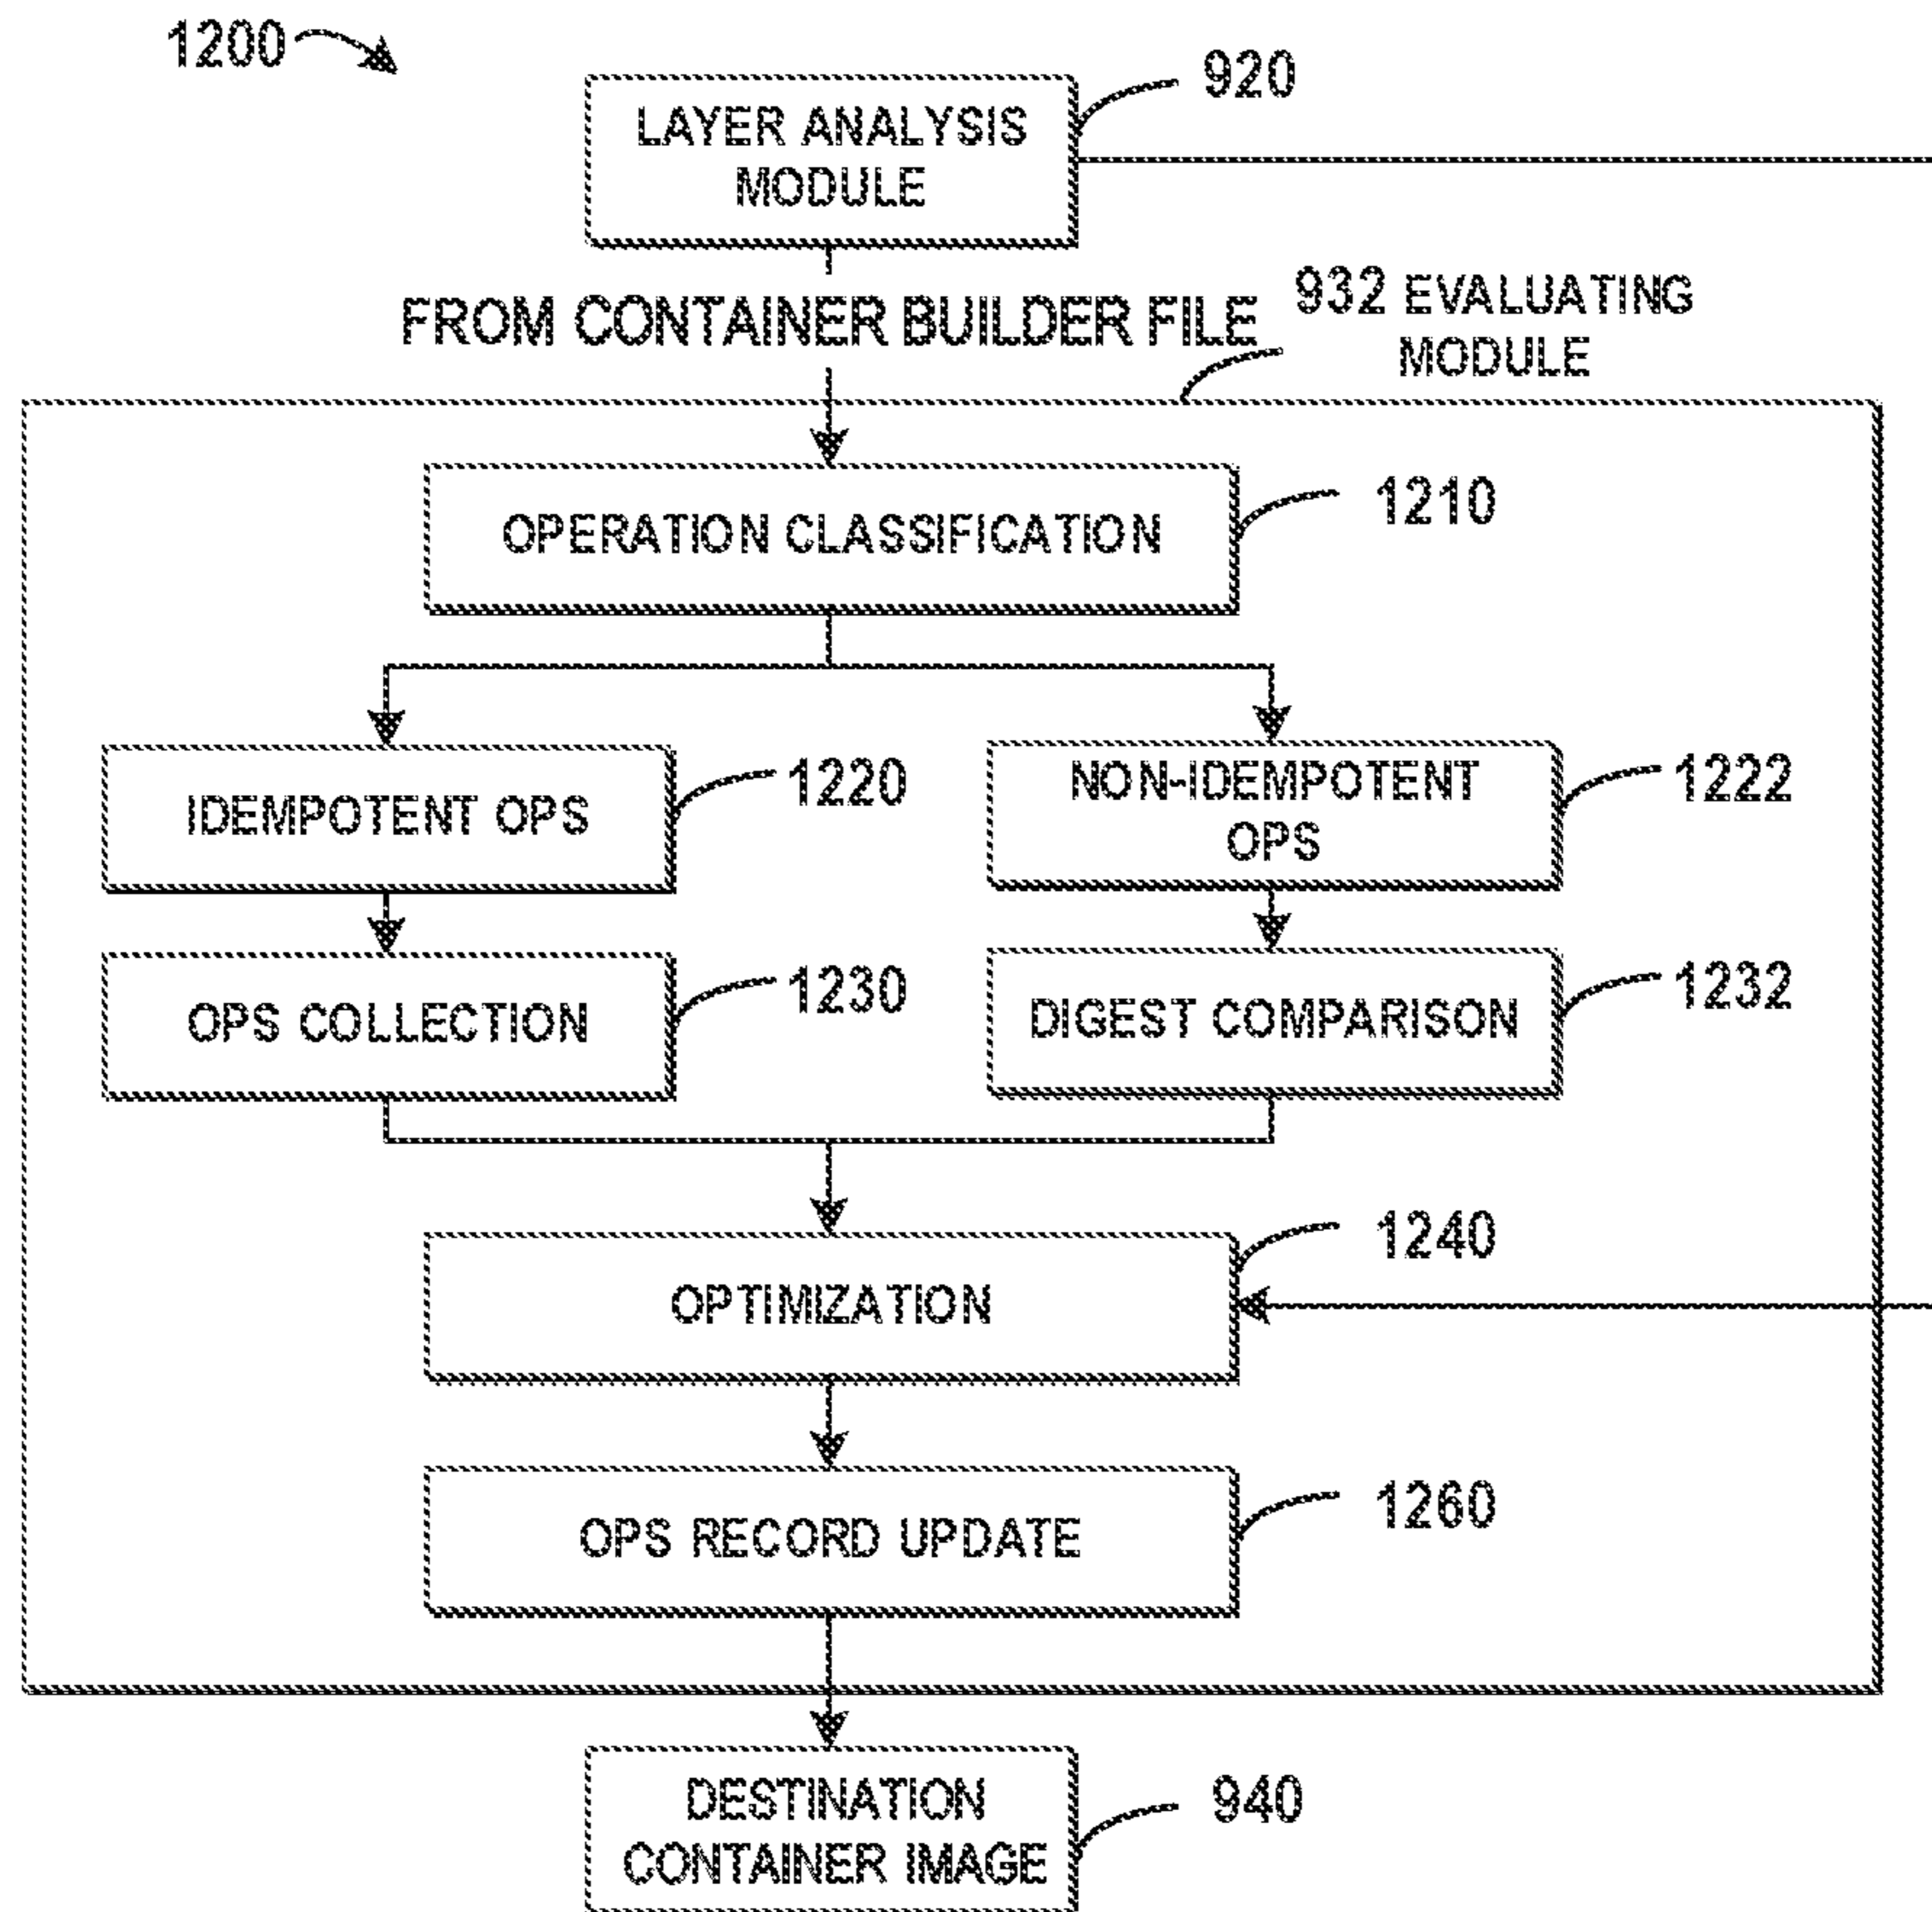 1200
LAYER ANALYSIS
MODULE
920
FROM CONTAINER BUILDER FILE
932 EVALUATING
MODULE
OPERATION CLASSIFICATION
1210
IDEMPOTENT OPS
1220
NON-IDEMPOTENT
OPS
1222
OPS COLLECTION
1230
DIGEST COMPARISON
1232
OPTIMIZATION
1240
OPS RECORD UPDATE
1260
DESTINATION
CONTAINER IMAGE
940